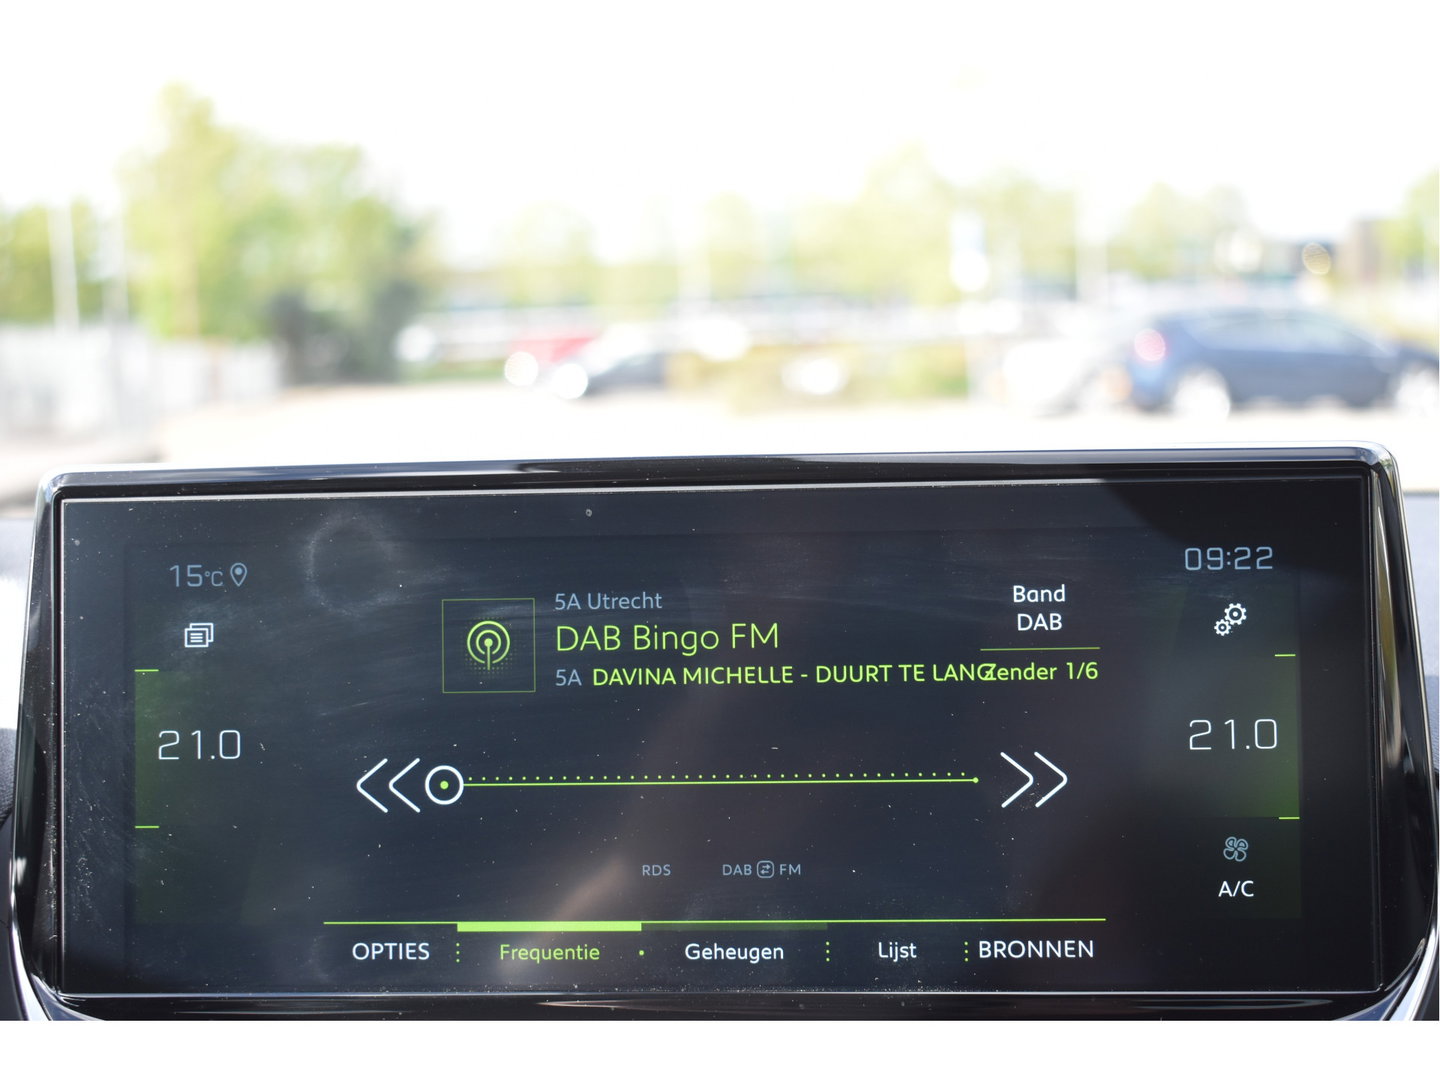 15°C
09:22
5A Utrecht
DAB Bingo FM
5A DAVINA MICHELLE - DUURT TE LANG
Band
DAB
Zender 1/6
21.0
21.0
RDS
DAB FM
A/C
OPTIES
Frequentie
Geheugen
Lijst
BRONNEN